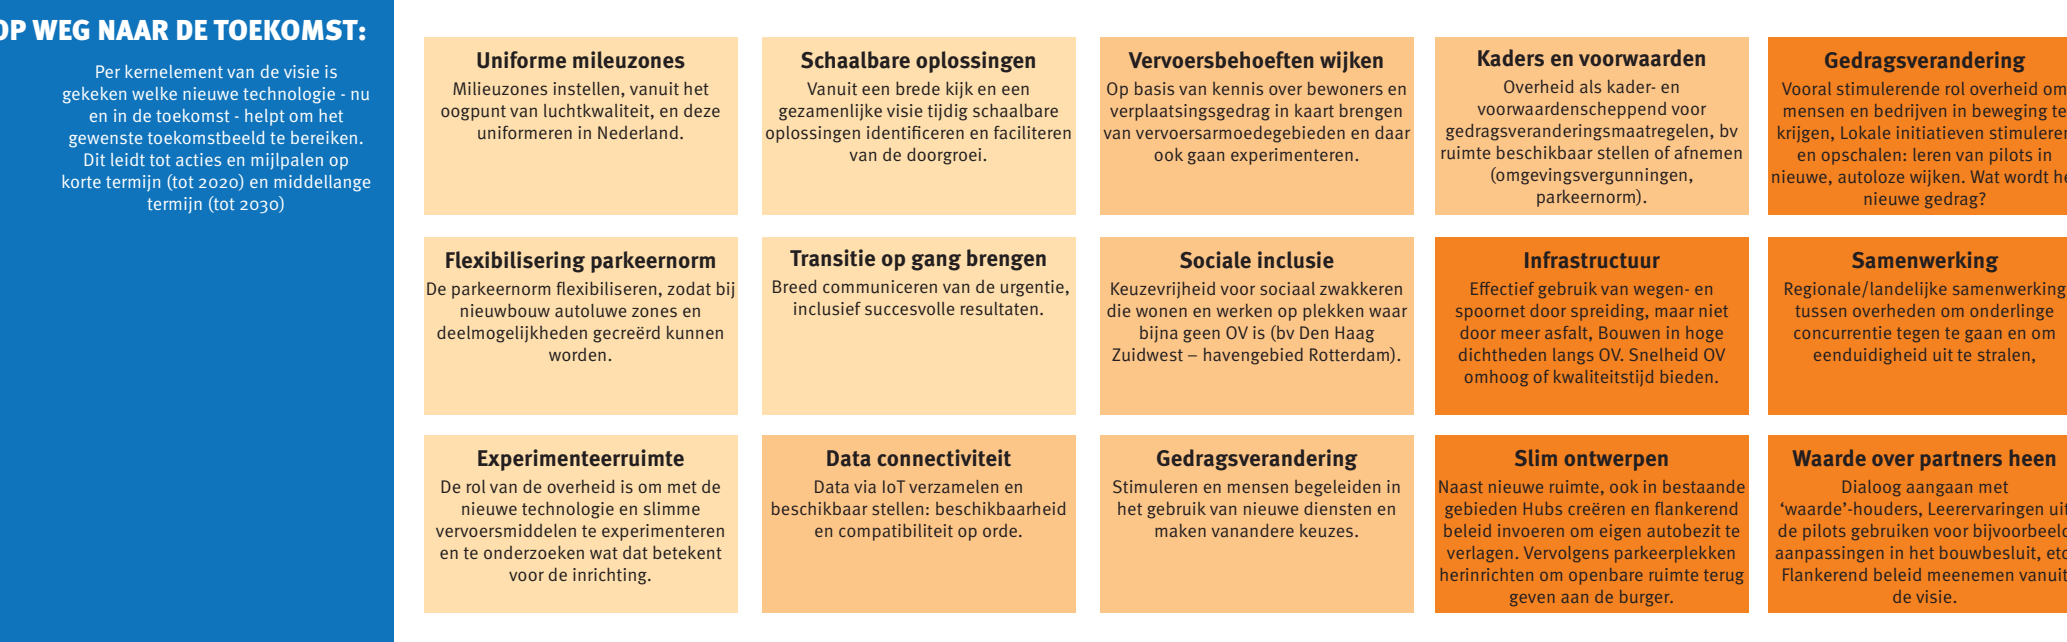 OP WEG NAAR DE TOEKOMST:
Per kernelement van de visie is
gekeken welke nieuwe technologie - nu
en in de toekomst - helpt om het
gewenste toekomstbeeld te bereiken.
Dit leidt tot acties en mijlpalen op
korte termijn (tot 2020) en middellange
termijn (tot 2030)
Uniforme mileuzones
Milieuzones instellen, vanuit het
oogpunt van luchtkwaliteit, en deze
uniformeren in Nederland.
Schaalbare oplossingen
Vanuit een brede kijk en een
gezamenlijke visie tijdig schaalbare
oplossingen identificeren en faciliteren
van de doorgroei.
Vervoersbehoeften wijken
Op basis van kennis over bewoners en
verplaatsingsgedrag in kaart brengen
van vervoersarmoedegebieden en daar
ook gaan experimenteren.
Kaders en voorwaarden
Overheid als kader- en
voorwaardenscheppend voor
gedragsveranderingsmaatregelen, bv
ruimte beschikbaar stellen of afnemen
(omgevingsvergunningen,
parkeernorm).
Gedragsverandering
Vooral stimulerende rol overheid om
mensen en bedrijven in beweging te
krijgen, Lokale initiatieven stimuleren
en opschalen: leren van pilots in
nieuwe, autoloze wijken. Wat wordt he
nieuwe gedrag?
Flexibilisering parkeernorm
De parkeernorm flexibiliseren, zodat bij
nieuwbouw autoluwe zones en
deelmogelijkheden gecreërd kunnen
worden.
Transitie op gang brengen
Breed communiceren van de urgentie,
inclusief succesvolle resultaten.
Sociale inclusie
Keuzevrijheid voor sociaal zwakkeren
die wonen en werken op plekken waar
bijna geen OV is (bv Den Haag
Zuidwest – havengebied Rotterdam).
Infrastructuur
Effectief gebruik van wegen- en
spoornet door spreiding, maar niet
door meer asfalt, Bouwen in hoge
dichtheden langs OV. Snelheid OV
omhoog of kwaliteitstijd bieden.
Samenwerking
Regionale/landelijke samenwerking
tussen overheden om onderlinge
concurrentie tegen te gaan en om
eenduidigheid uit te stralen,
Experimenteerruimte
De rol van de overheid is om met de
nieuwe technologie en slimme
vervoersmiddelen te experimenteren
en te onderzoeken wat dat betekent
voor de inrichting.
Data connectiviteit
Data via IoT verzamelen en
beschikbaar stellen: beschikbaarheid
en compatibiliteit op orde.
Gedragsverandering
Stimuleren en mensen begeleiden in
het gebruik van nieuwe diensten en
maken vanandere keuzes.
Slim ontwerpen
Naast nieuwe ruimte, ook in bestaande
gebieden Hubs creëren en flankerend
beleid invoeren om eigen autobezit te
verlagen. Vervolgens parkeerplekken
herinrichten om openbare ruimte terug
geven aan de burger.
Waarde over partners heen
Dialoog aangaan met
‘waarde’-houders, Leerervaringen uit
de pilots gebruiken voor bijvoorbeeld
aanpassingen in het bouwbesluit, etc
Flankerend beleid meenemen vanuit
de visie.